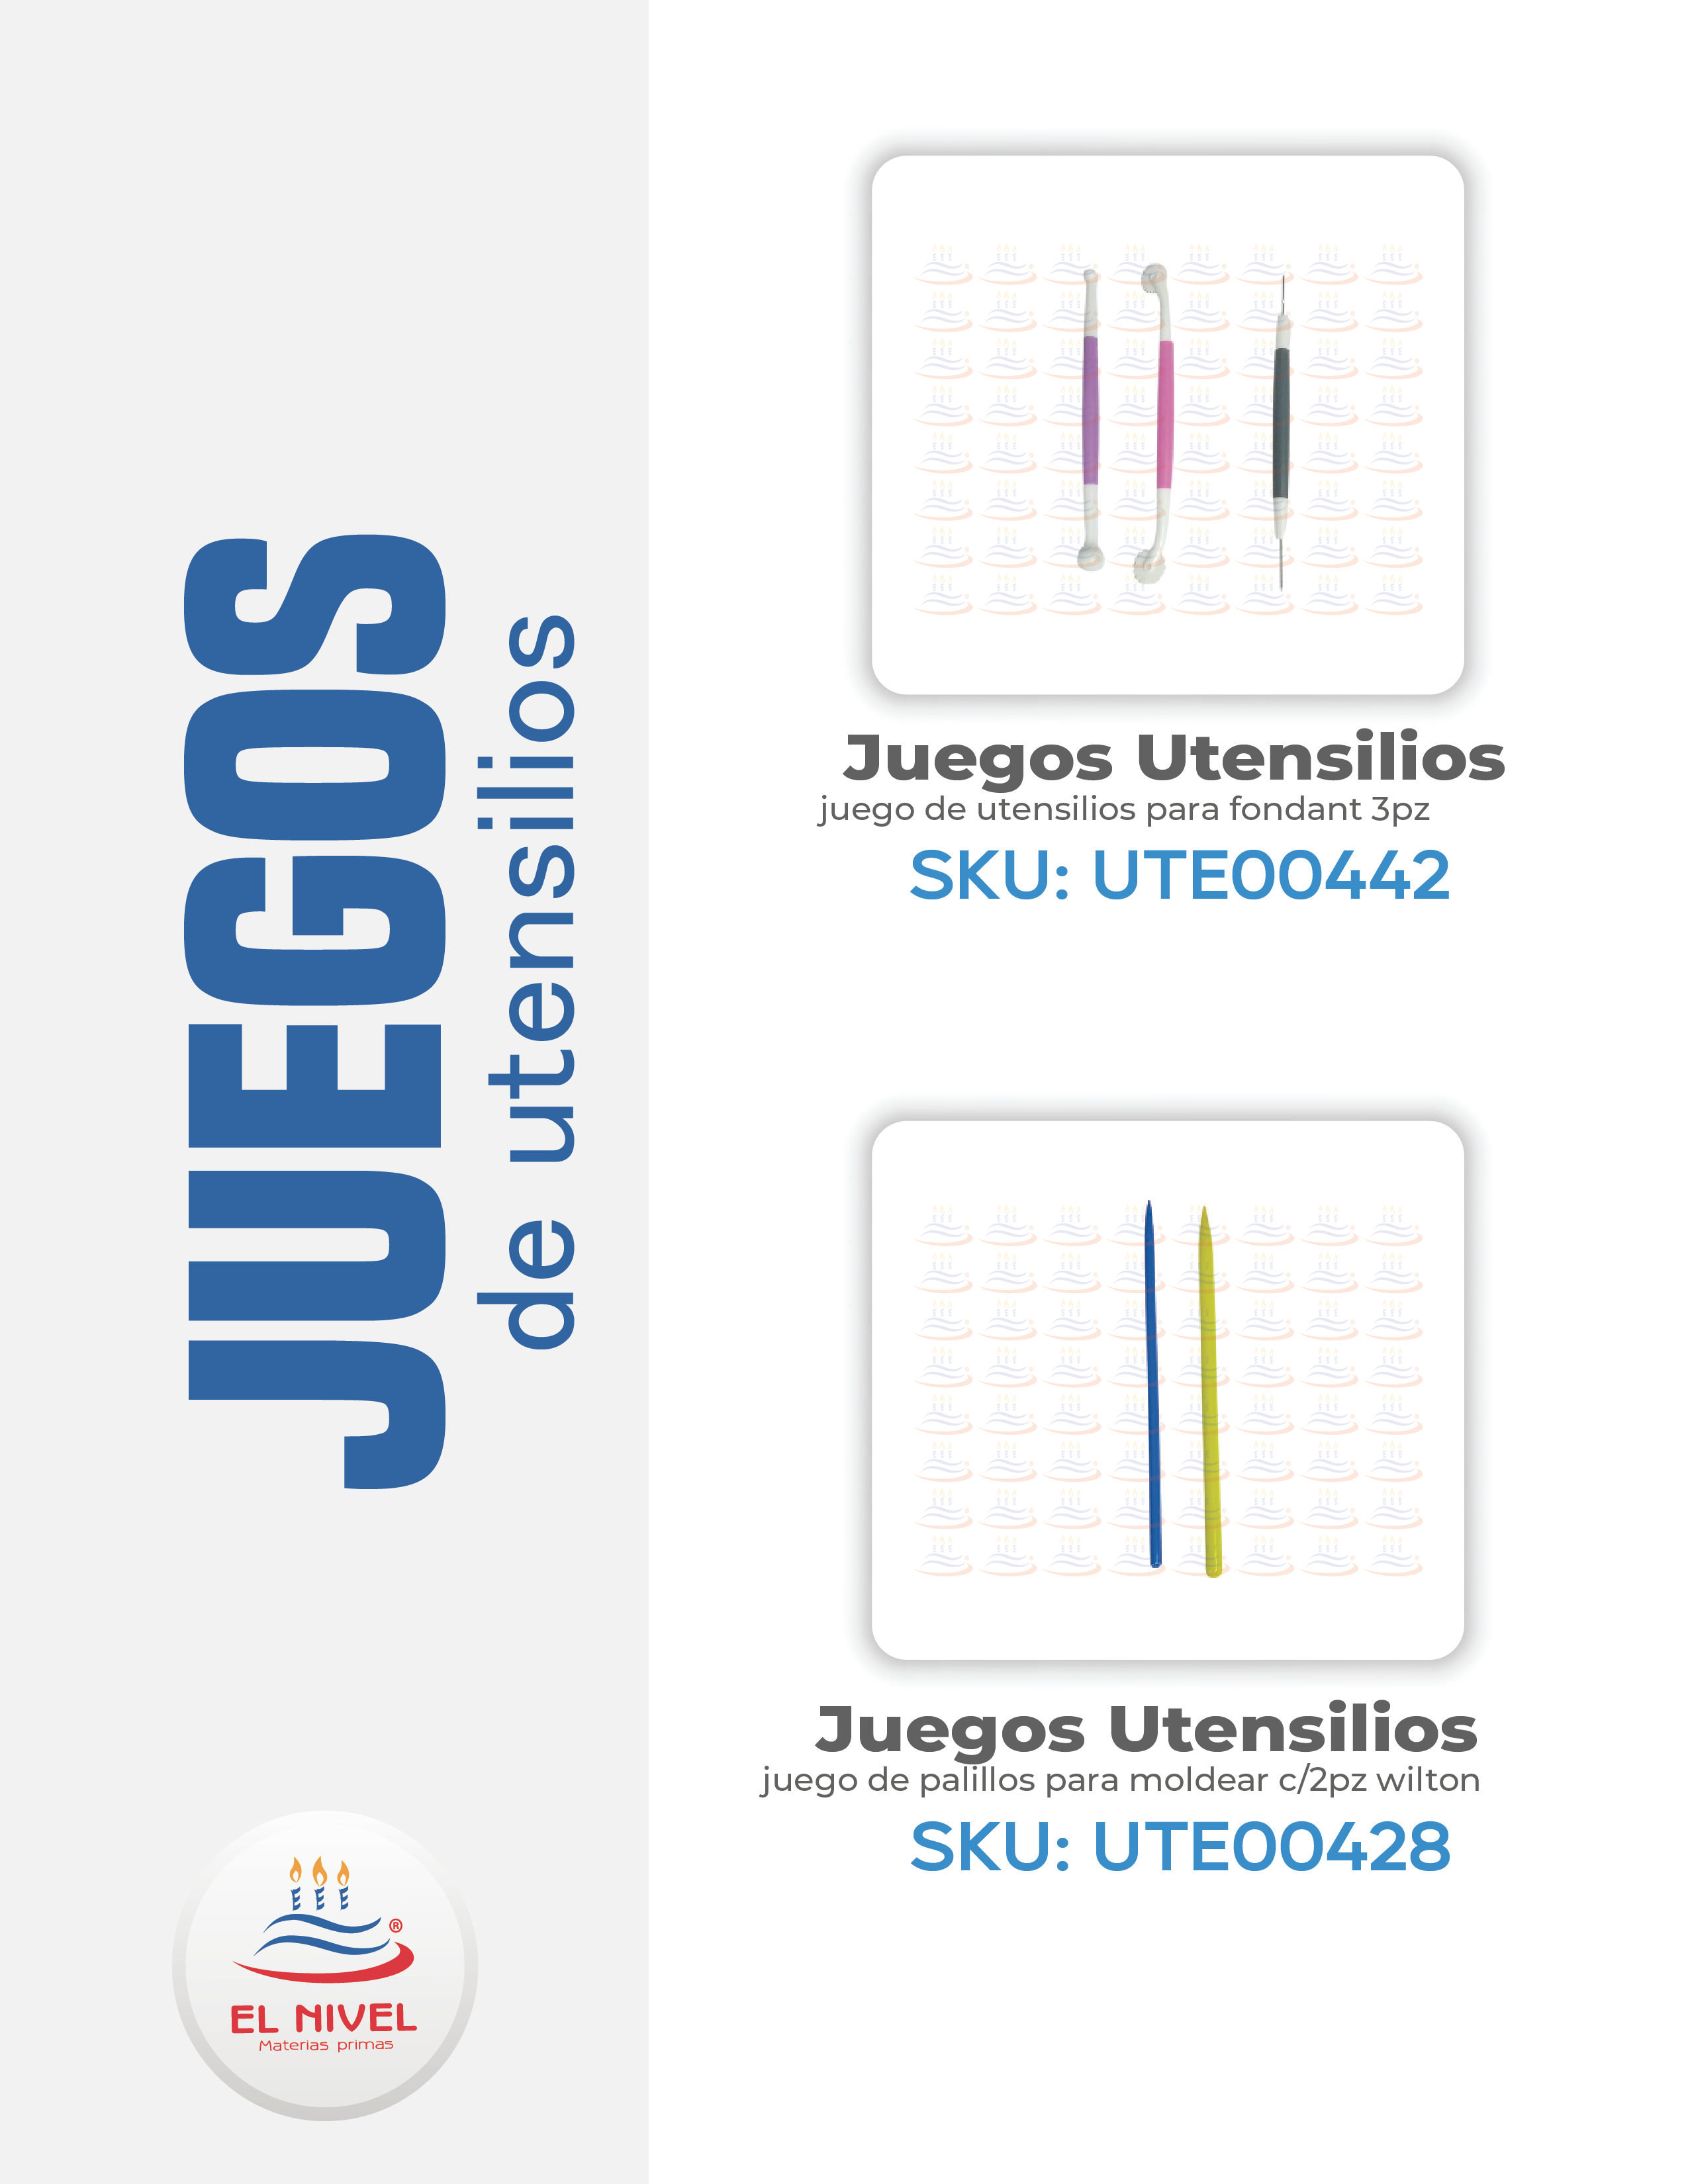 JUEGOS
de utensilios
Juegos Utensilios
juego de utensilios para fondant 3pz
SKU: UTE00442
Juegos Utensilios
juego de palillos para moldear c/2pz wilton
SKU: UTE00428
®
EL NIVEL
Materias primas